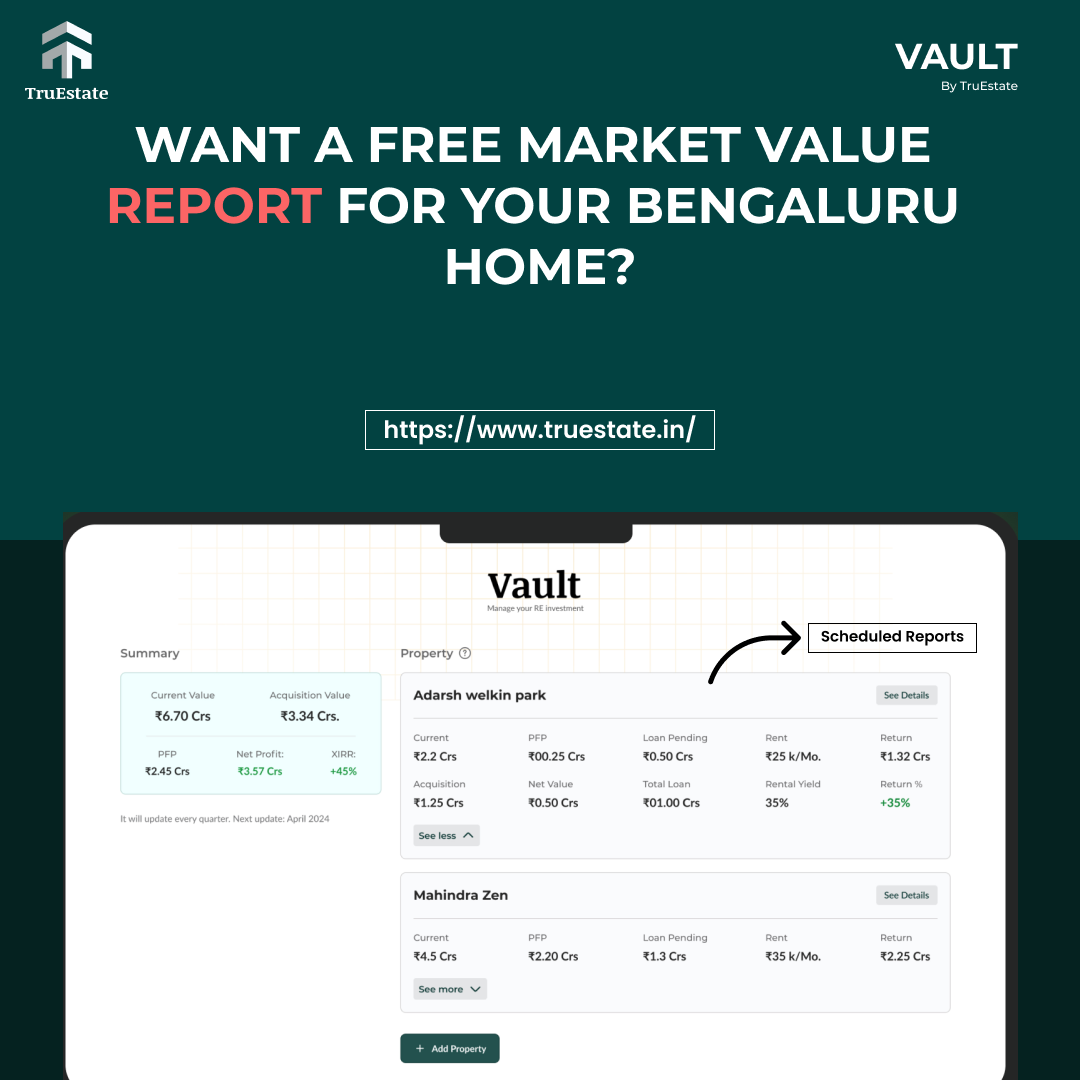 TruEstate
VAULT
By TruEstate
WANT A FREE MARKET VALUE
REPORT FOR YOUR BENGALURU
HOME?
https://www.truestate.in/
Vault
Manage your RE investment
Scheduled Reports
Summary
Current Value Acquisition Value
₹6.70 Crs ₹3.34 Crs.
PFP Net Profit: XIRR:
₹2.45 Crs ₹3.57 Crs +45%
It will update every quarter. Next update: April 2024
Property ?
Adarsh welkin park See Details
Current PFP Loan Pending Rent Return
₹2.2 Crs ₹00.25 Crs ₹0.50 Crs ₹25 k/Mo. ₹1.32 Crs
Acquisition Net Value Total Loan Rental Yield Return %
₹1.25 Crs ₹0.50 Crs ₹01.00 Crs 35% +35%
See less
Mahindra Zen See Details
Current PFP Loan Pending Rent Return
₹4.5 Crs ₹2.20 Crs ₹1.3 Crs ₹35 k/Mo. ₹2.25 Crs
See more
+ Add Property